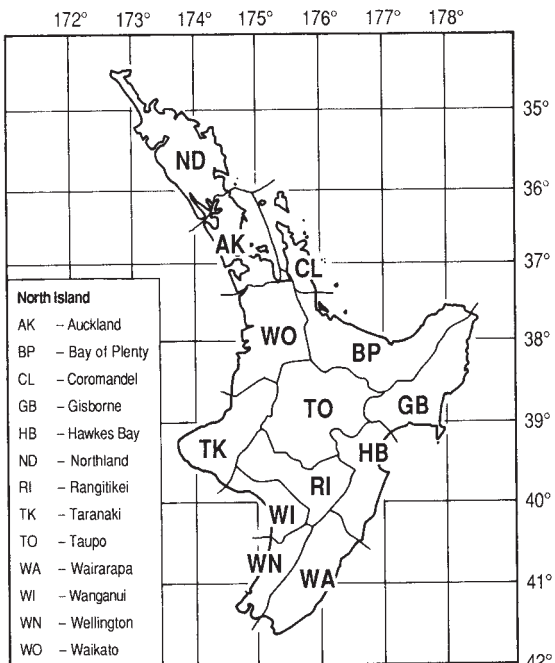 172° 173° 174° 175° 176° 177° 178°
35°
ND
36°
AK
37°
CL
North island
AK – Auckland
BP – Bay of Plenty
CL – Coromandel
GB – Gisborne
HB – Hawkes Bay
ND – Northland
RI – Rangitikei
TK – Taranaki
TO – Taupo
WA – Wairarapa
WI – Wanganui
WN – Wellington
WO – Waikato
WO
38°
BP
TO
GB
39°
TK
HB
RI
40°
WI
WN
WA
41°
42°